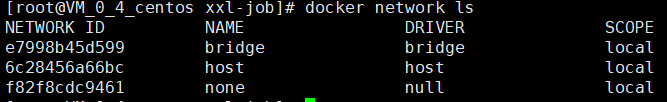 [root@VM_0_4_centos xxl-job]# docker network ls
NETWORK ID NAME DRIVER SCOPE
e7998b45d599 bridge bridge local
6c28456a66bc host host local
f82f8cdc9461 none null local